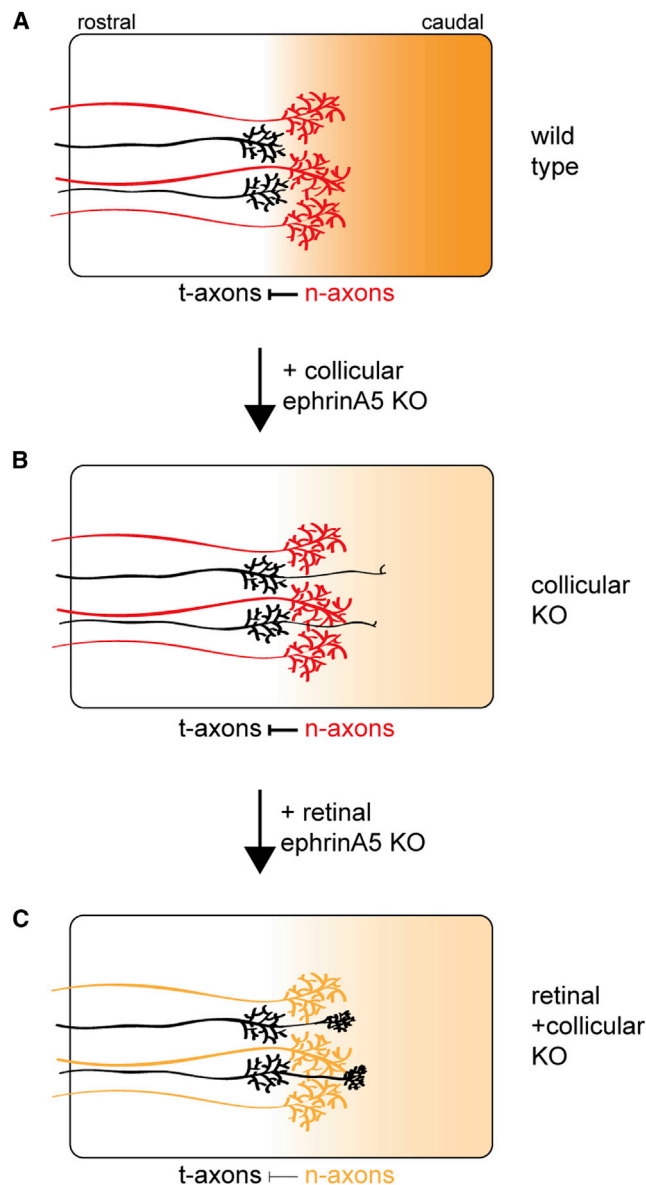 A
rostral caudal
wild
type
t-axons n-axons
+ collicular
ephrinA5 KO
B
collicular
KO
t-axons n-axons
+ retinal
ephrinA5 KO
C
retinal
+collicular
KO
t-axons n-axons